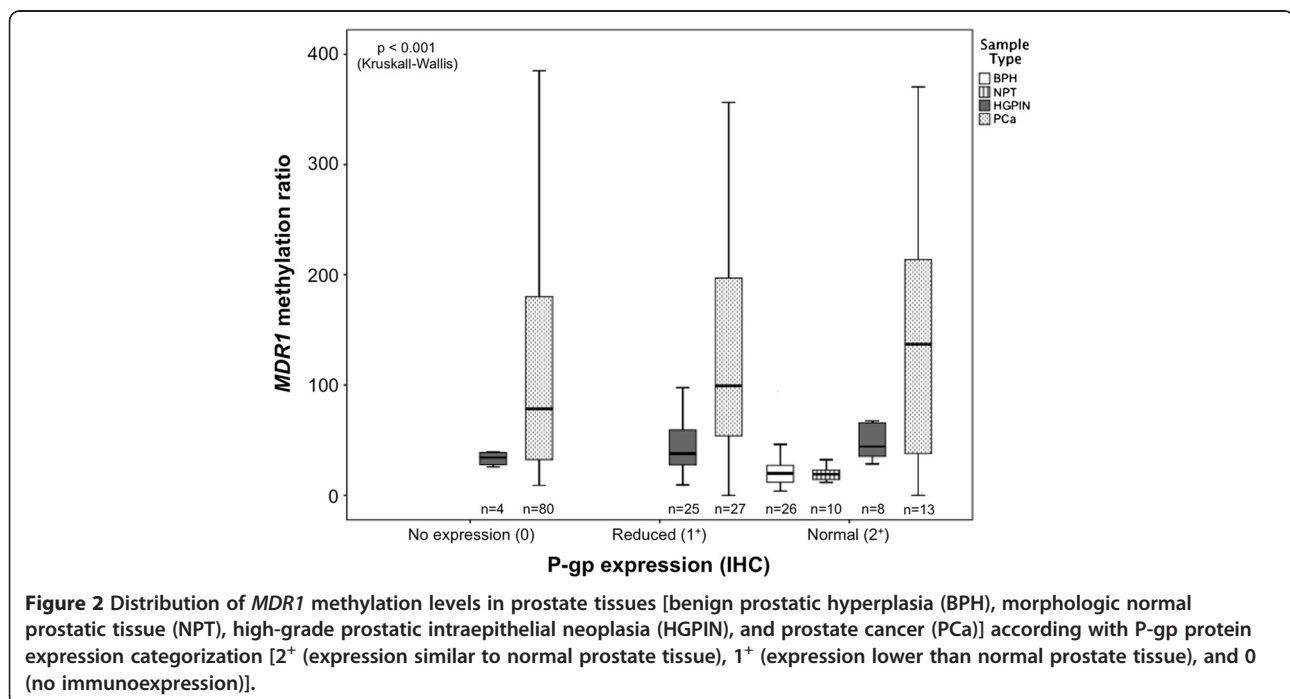 p < 0.001
(Kruskall-Wallis)
Sample
Type
BPH
NPT
HGPIN
PCa
400
300
200
100
0
MDR1 methylation ratio
n=4 n=80 n=25 n=27 n=26 n=10 n=8 n=13
No expression (0) Reduced (1⁺) Normal (2⁺)
P-gp expression (IHC)
Figure 2 Distribution of MDR1 methylation levels in prostate tissues [benign prostatic hyperplasia (BPH), morphologic normal
prostatic tissue (NPT), high-grade prostatic intraepithelial neoplasia (HGPIN), and prostate cancer (PCa)] according with P-gp protein
expression categorization [2⁺ (expression similar to normal prostate tissue), 1⁺ (expression lower than normal prostate tissue), and 0
(no immunoexpression)].